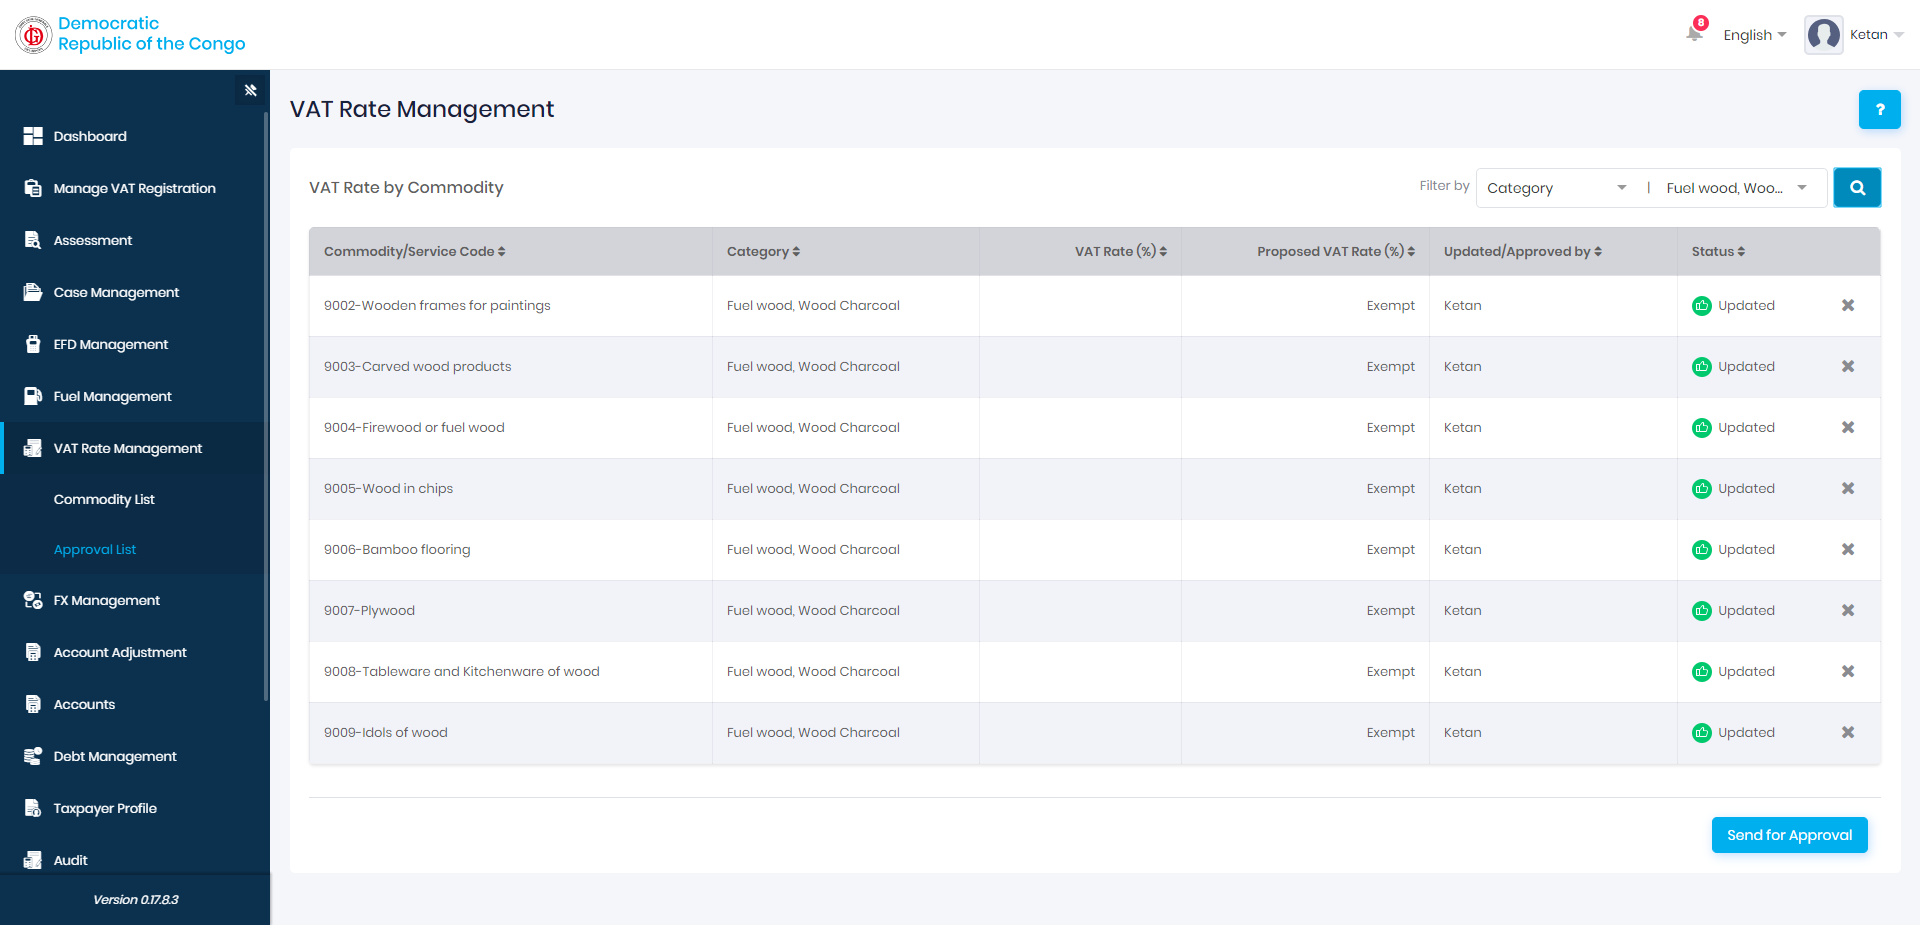 Democratic
Republic of the Congo
8
English
Ketan
Dashboard
Manage VAT Registration
Assessment
Case Management
EFD Management
Fuel Management
VAT Rate Management
Commodity List
Approval List
FX Management
Account Adjustment
Accounts
Debt Management
Taxpayer Profile
Audit
Version 0.17.8.3
VAT Rate Management
?
VAT Rate by Commodity
Filter by
Category | Fuel wood, Woo...
Commodity/Service Code Category VAT Rate (%) Proposed VAT Rate (%) Updated/Approved by Status
9002-Wooden frames for paintings Fuel wood, Wood Charcoal Exempt Ketan Updated
9003-Carved wood products Fuel wood, Wood Charcoal Exempt Ketan Updated
9004-Firewood or fuel wood Fuel wood, Wood Charcoal Exempt Ketan Updated
9005-Wood in chips Fuel wood, Wood Charcoal Exempt Ketan Updated
9006-Bamboo flooring Fuel wood, Wood Charcoal Exempt Ketan Updated
9007-Plywood Fuel wood, Wood Charcoal Exempt Ketan Updated
9008-Tableware and Kitchenware of wood Fuel wood, Wood Charcoal Exempt Ketan Updated
9009-Idols of wood Fuel wood, Wood Charcoal Exempt Ketan Updated
Send for Approval